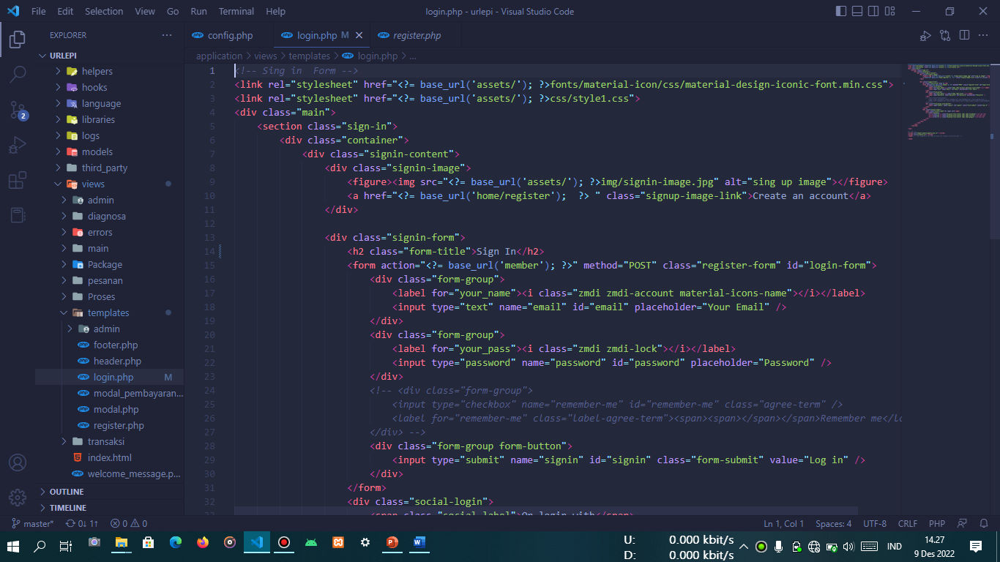 File Edit Selection View Go Run Terminal Help
login.php - urlepi - Visual Studio Code
EXPLORER
URLEPI
helpers
hooks
language
libraries
logs
models
third_party
views
admin
diagnosa
errors
main
Package
pesanan
Proses
templates
admin
footer.php
header.php
login.php M
modal_pembayaran...
modal.php
register.php
transaksi
index.html
welcome_message.p...
OUTLINE
TIMELINE
2
config.php login.php M register.php
application > views > templates > login.php > ...
1 <!-- Sing in  Form -->
2 <link rel="stylesheet" href="<?= base_url('assets/'); ?>fonts/material-icon/css/material-design-iconic-font.min.css">
3 <link rel="stylesheet" href="<?= base_url('assets/'); ?>css/style1.css">
4 <div class="main">
5 <section class="sign-in">
6 <div class="container">
7 <div class="signin-content">
8 <div class="signin-image">
9 <figure><img src="<?= base_url('assets/'); ?>img/signin-image.jpg" alt="sing up image"></figure>
10 <a href="<?= base_url('home/register');  ?> " class="signup-image-link">Create an account</a>
11 </div>
12
13 <div class="signin-form">
14 <h2 class="form-title">Sign In</h2>
15 <form action="<?= base_url('member'); ?>" method="POST" class="register-form" id="login-form">
16 <div class="form-group">
17 <label for="your_name"><i class="zmdi zmdi-account material-icons-name"></i></label>
18 <input type="text" name="email" id="email" placeholder="Your Email" />
19 </div>
20 <div class="form-group">
21 <label for="your_pass"><i class="zmdi zmdi-lock"></i></label>
22 <input type="password" name="password" id="password" placeholder="Password" />
23 </div>
24 <!-- <div class="form-group">
25 <input type="checkbox" name="remember-me" id="remember-me" class="agree-term" />
26 <label for="remember-me" class="label-agree-term"><span><span></span></span>Remember me</la
27 </div> -->
28 <div class="form-group form-button">
29 <input type="submit" name="signin" id="signin" class="form-submit" value="Log in" />
30 </div>
31 </form>
32 <div class="social-login">
33 <span class="social-label">Or login with</span>
master* 0↓ 1↑ 0 0
Ln 1, Col 1 Spaces: 4 UTF-8 CRLF PHP
U: 0.000 kbit/s
D: 0.000 kbit/s
IND
14.27
9 Des 2022